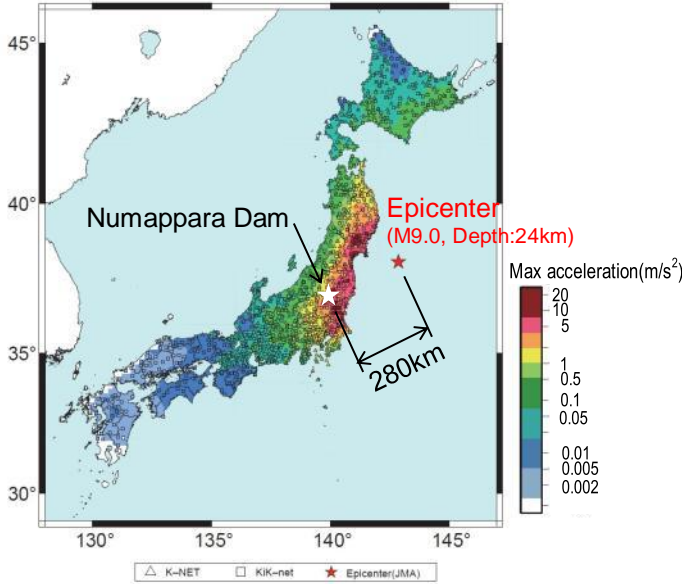 45°
40°
35°
30°
130°
135°
140°
145°
Numappara Dam
Epicenter
(M9.0, Depth:24km)
280km
Max acceleration(m/s²)
20
10
5
1
0.5
0.1
0.05
0.01
0.005
0.002
K-NET
KiK-net
Epicenter(JMA)